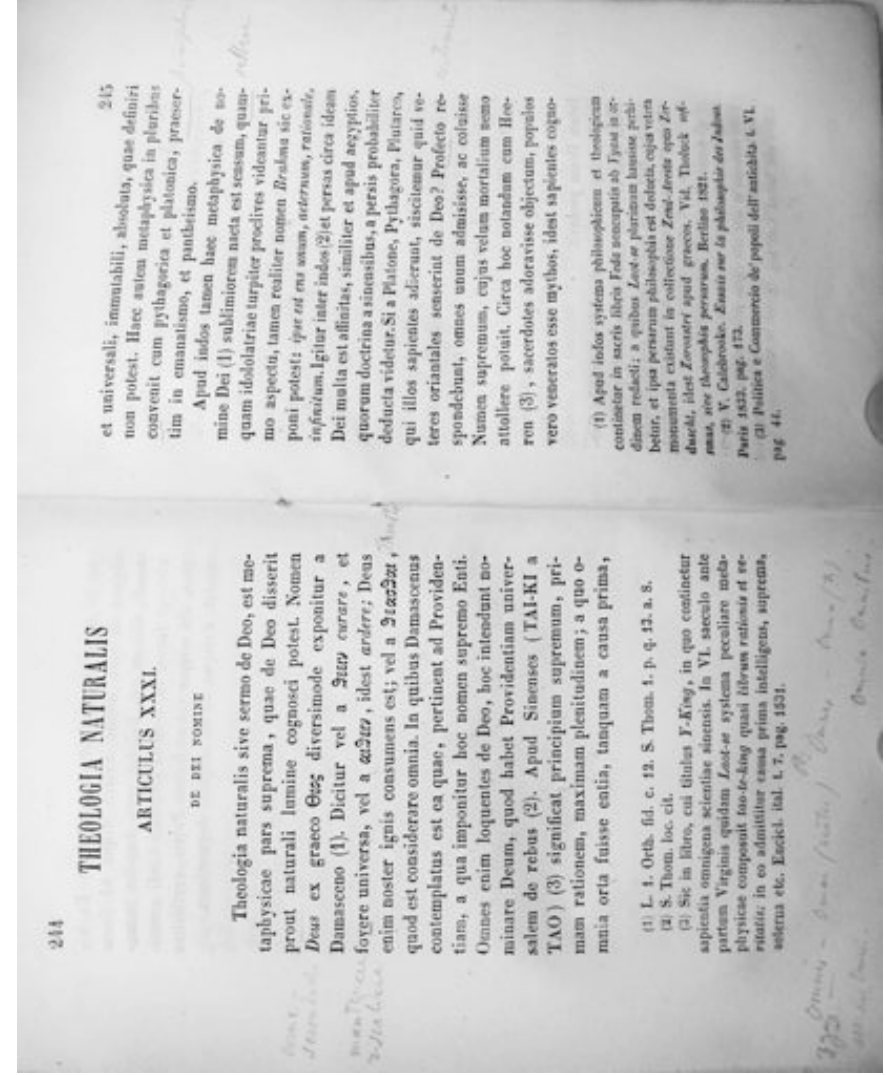 244
THEOLOGIA NATURALIS
ARTICULUS XXXI.
DE DEI NOMINE
Theologia naturalis sive sermo de Deo, est me-
taphysicae pars suprema, quae de Deo disserit
prout naturali lumine cognosci potest. Nomen
Deus ex graeco Θεος diversimode exponitur a
Damasceno (1). Dicitur vel a θεειν curare, et
fovere universa, vel a αιθειν, idest ardere; Deus
enim noster ignis consumens est; vel a θεασθαι,
quod est considerare omnia. In quibus Damascenus
contemplatus est ea quae, pertinent ad Providen-
tiam, a qua imponitur hoc nomen supremo Enti.
Omnes enim loquentes de Deo, hoc intendunt no-
minare Deum, quod habet Providentiam univer-
salem de rebus (2). Apud Sinenses (TAI-KI a
TAO) (3) significat principium supremum, pri-
mam rationem, maximam plenitudinem; a quo o-
mnia orta fuisse entia, tanquam a causa prima,
(1) L. 1. Orth. fid. c. 12. S. Thom. 1. p. q. 13. a. 8.
(2) S. Thom. loc. cit.
(3) Sic in libro, cui titulus Y-King, in quo continetur
sapientia omnigena scientiae sinensis. In VI. saeculo ante
partum Virginis quidam Laot-se systema peculiare meta-
physicae composuit tao-te-king quasi librum rationis et ve-
ritatis; in eo admittitur causa prima intelligens, suprema,
aeterna etc. Encicl. ital. t. 7. pag. 1531.
245
et universali, immutabili, absoluta, quae definiri
non potest. Haec autem metaphysica in pluribus
convenit cum pythagorica et platonica, praeser-
tim in emanatismo, et pantheismo.
Apud indos tamen haec metaphysica de no-
mine Dei (1) sublimiorem nacta est sensum, quam-
quam idololatriae turpiter proclives videantur pri-
mo aspectu, tamen realiter nomen Brahma sic ex-
poni potest: ipse est ens unum, aeternum, rationale,
infinitum. Igitur inter indos (2) et persas circa ideam
Dei multa est affinitas, similiter et apud aegyptios,
quorum doctrina a sinensibus, a persis probabiliter
deducta videtur. Si a Platone, Pythagora, Plutarco,
qui illos sapientes adierunt, sciscitemur quid ve-
teres oriantales senserint de Deo? Profecto re-
spondebunt, omnes unum admisisse, ac coluisse
Numen supremum, cujus velum mortalium nemo
attollere potuit. Circa hoc notandum cum Hee-
ren (3), sacerdotes adoravisse objectum, populos
vero veneratos esse mythos, idest sapientes cogno-
(1) Apud indos systema philosophicum et theologicum
continetur in sacris libris Veda nuncupatis ab Vyasa in or-
dinem redacti; a quibus Laot-se plurimum hausisse perhi-
betur, et ipsa persarum philosophia est deducta, cujus vetera
monumenta existunt in collectione Zend-Avesta opus Zer-
duscht, idest Zoroastri apud graecos. Vid. Tholuck
sive theosophia persarum. Berlino 1821.
(2) V. Calebrooke. Essais sur la philosophie des Indous.
Paris 1833. pag. 173.
(3) Politica e Commercio de' popoli dell' antichità t. VI.
pag. 44.